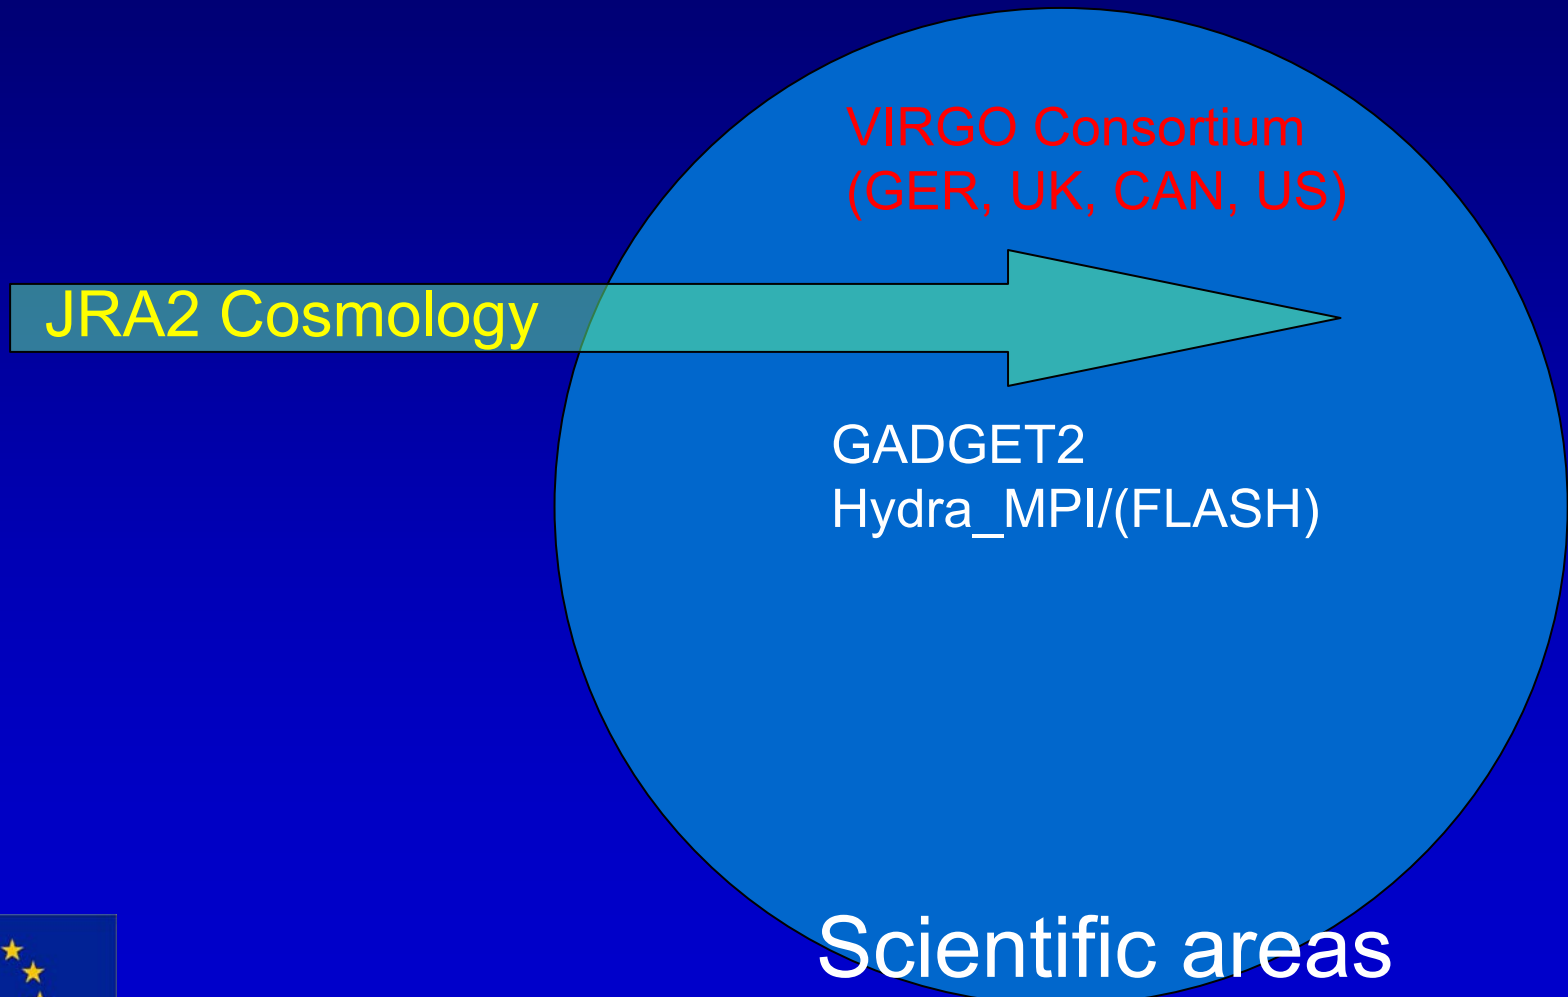 VIRGO Consortium
(GER, UK, CAN, US)
JRA2 Cosmology
GADGET2
Hydra_MPI/(FLASH)
Scientific areas